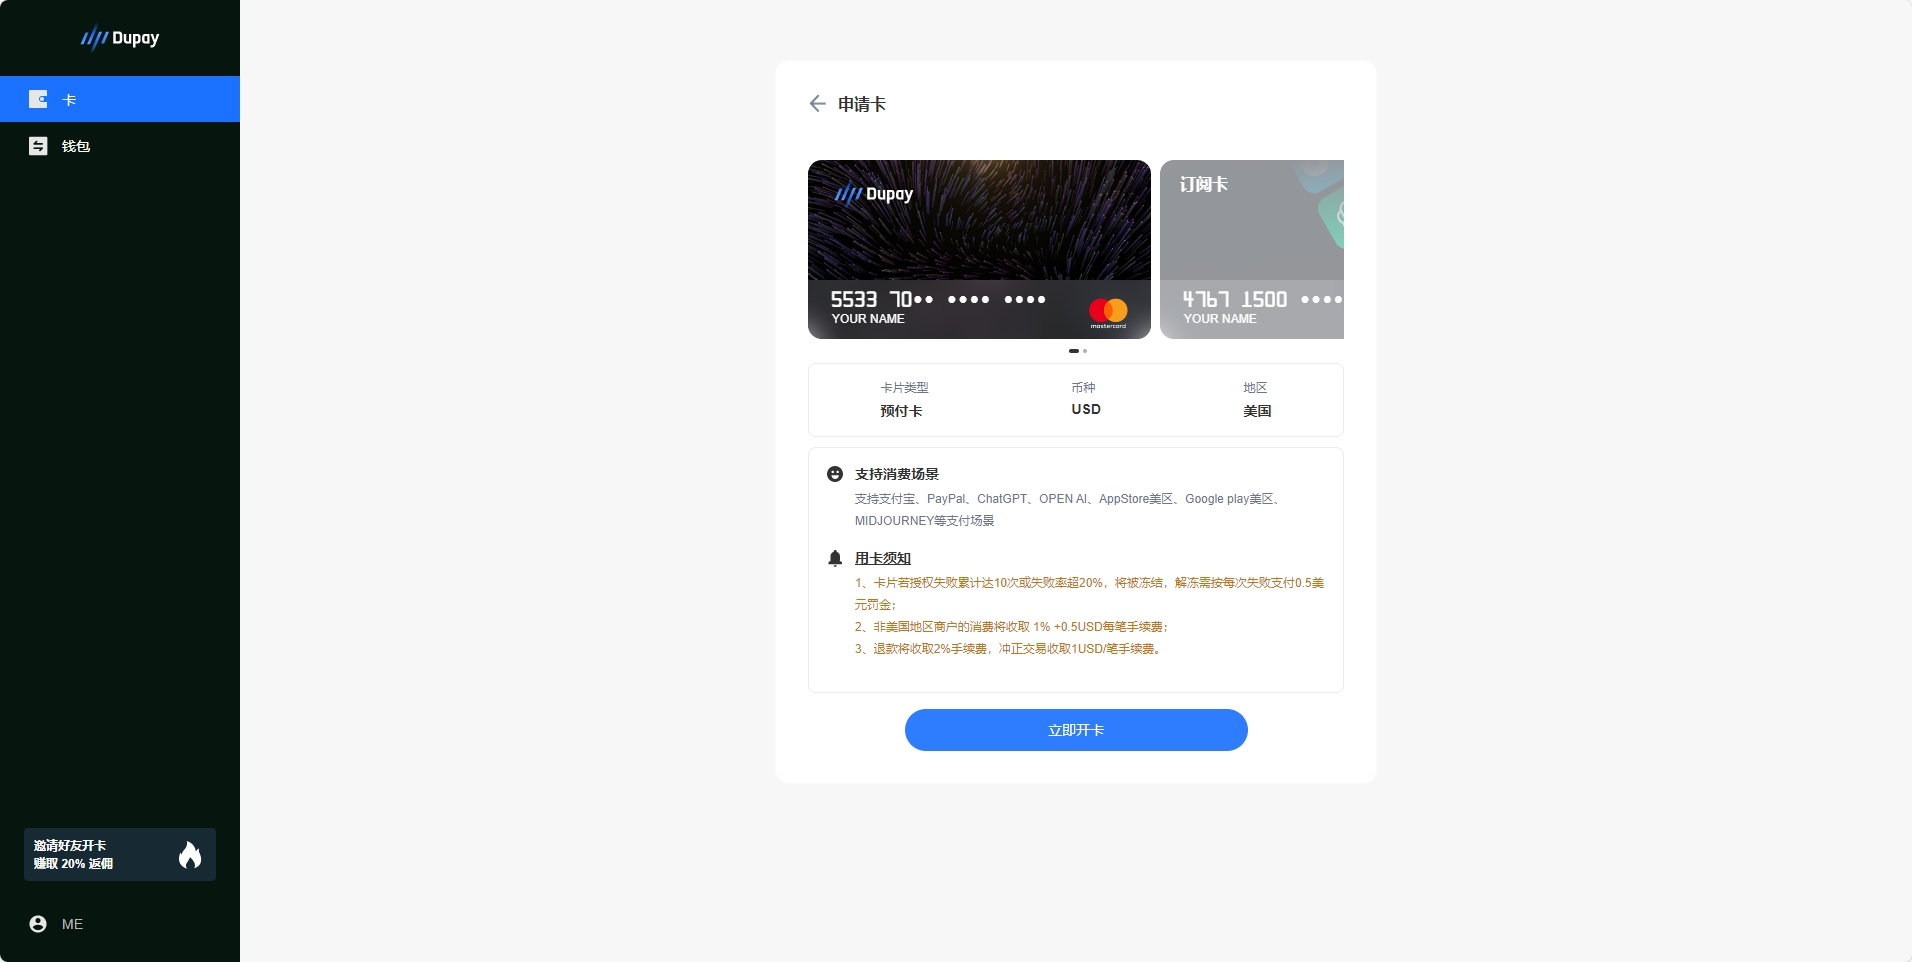 Dupay
卡
钱包
申请卡
Dupay
5533 70•• •••• ••••
YOUR NAME
mastercard
订阅卡
4767 1500 ••••
YOUR NAME
卡片类型
预付卡
币种
USD
地区
美国
支持消费场景
支持支付宝、PayPal、ChatGPT、OPEN AI、AppStore美区、Google play美区、
MIDJOURNEY等支付场景
用卡须知
1、卡片若授权失败累计达10次或失败率超20%，将被冻结，解冻需按每次失败支付0.5美
元罚金；
2、非美国地区商户的消费将收取 1% +0.5USD每笔手续费；
3、退款将收取2%手续费，冲正交易收取1USD/笔手续费。
立即开卡
邀请好友开卡
赚取 20% 返佣
ME